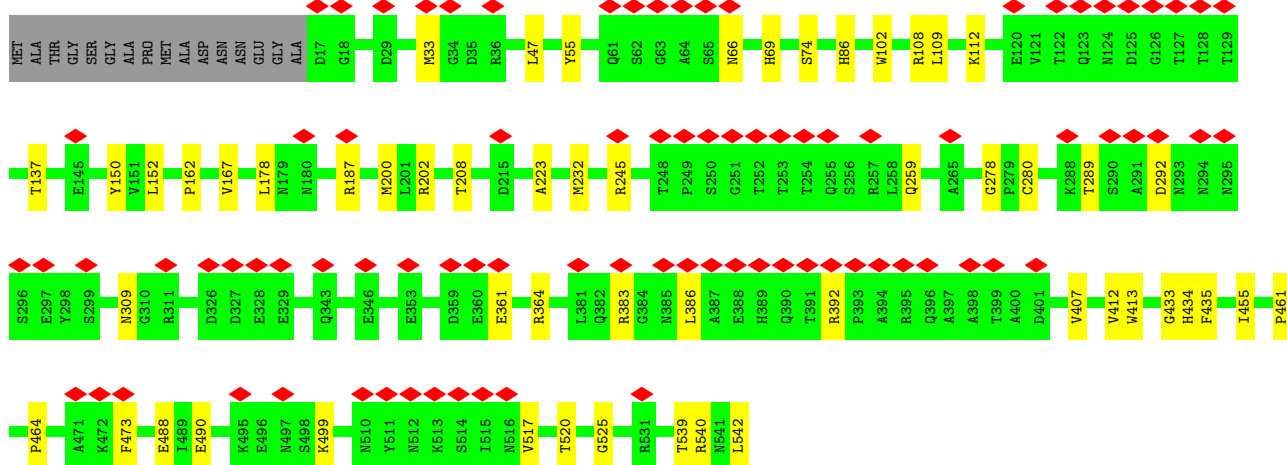 MET ALA THR GLY SER GLY ALA PRO MET ALA ASP ASN ASN GLU GLY ALA D17 G18 D29 M33 G34 D35 R36 L47 Y55 Q61 S62 G63 A64 S65 N66 H69 S74 H86 W102 R108 L109 K112 E120 V121 T122 Q123 N124 D125 G126 T127 T128 T129
T137 E145 Y150 V151 L152 P162 V167 L178 N179 N180 R187 M200 L201 R202 T208 D215 A223 M232 R245 T248 P249 S250 G251 T252 T253 T254 Q255 S256 R257 L258 Q259 A265 G278 P279 C280 K288 T289 S290 A291 D292 N293 N294 N295
S296 E297 Y298 S299 N309 G310 R311 D326 D327 E328 E329 Q343 E346 E353 D359 E360 E361 R364 L381 Q382 R383 G384 N385 L386 A387 E388 H389 Q390 T391 R392 P393 A394 R395 Q396 A397 A398 T399 A400 D401 V407 V412 W413 G433 H434 F435 I455 P461
P464 A471 K472 F473 E488 I489 E490 K495 E496 N497 S498 K499 N510 Y511 N512 K513 S514 I515 N516 V517 T520 G525 R531 T539 R540 N541 L542